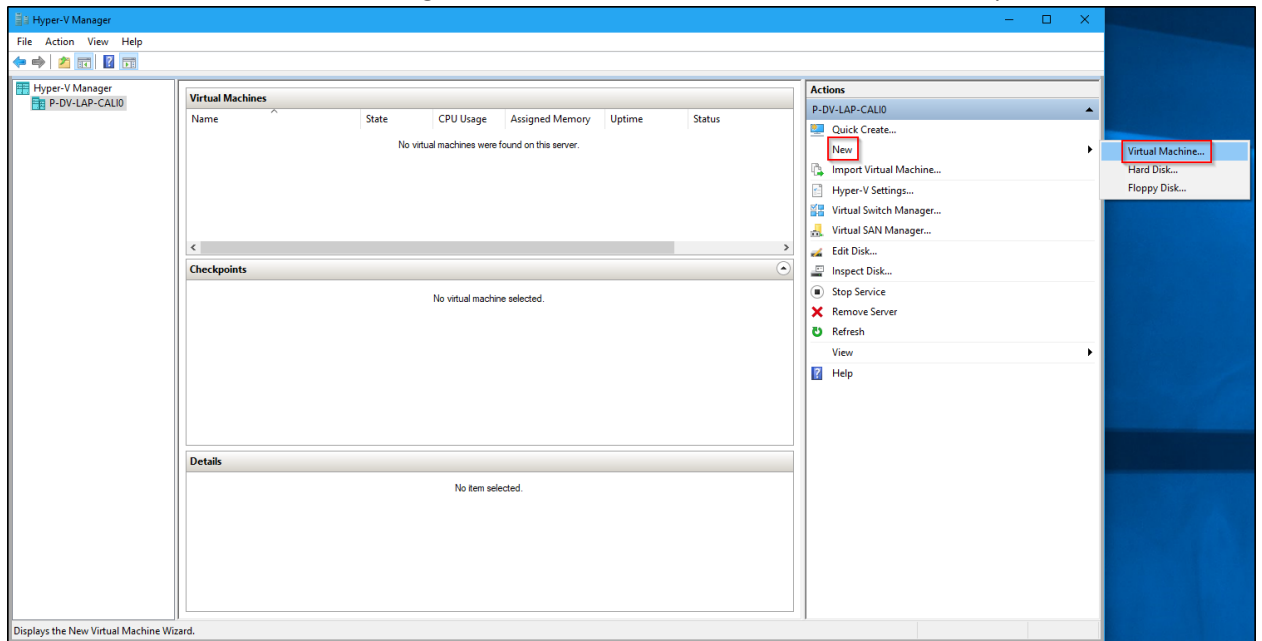 Hyper-V Manager
File Action View Help
Hyper-V Manager
P-DV-LAP-CALI0
Virtual Machines
Name State CPU Usage Assigned Memory Uptime Status
No virtual machines were found on this server.
Checkpoints
No virtual machine selected.
Details
No item selected.
Actions
P-DV-LAP-CALI0
Quick Create...
New
Import Virtual Machine...
Hyper-V Settings...
Virtual Switch Manager...
Virtual SAN Manager...
Edit Disk...
Inspect Disk...
Stop Service
Remove Server
Refresh
View
Help
Virtual Machine...
Hard Disk...
Floppy Disk...
Displays the New Virtual Machine Wizard.